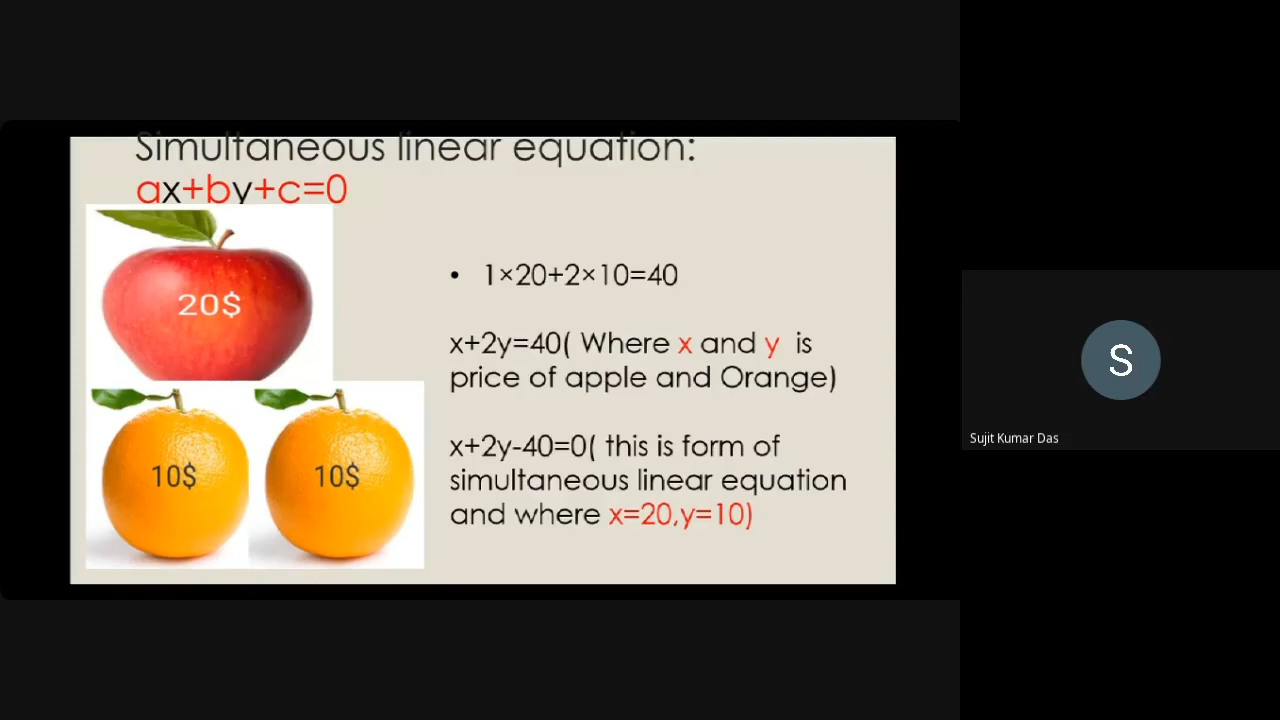 Simultaneous linear equation:
ax+by+c=0
20$
10$ 10$
• 1×20+2×10=40
x+2y=40( Where x and y is
price of apple and Orange)
x+2y-40=0( this is form of
simultaneous linear equation
and where x=20,y=10)
S
Sujit Kumar Das